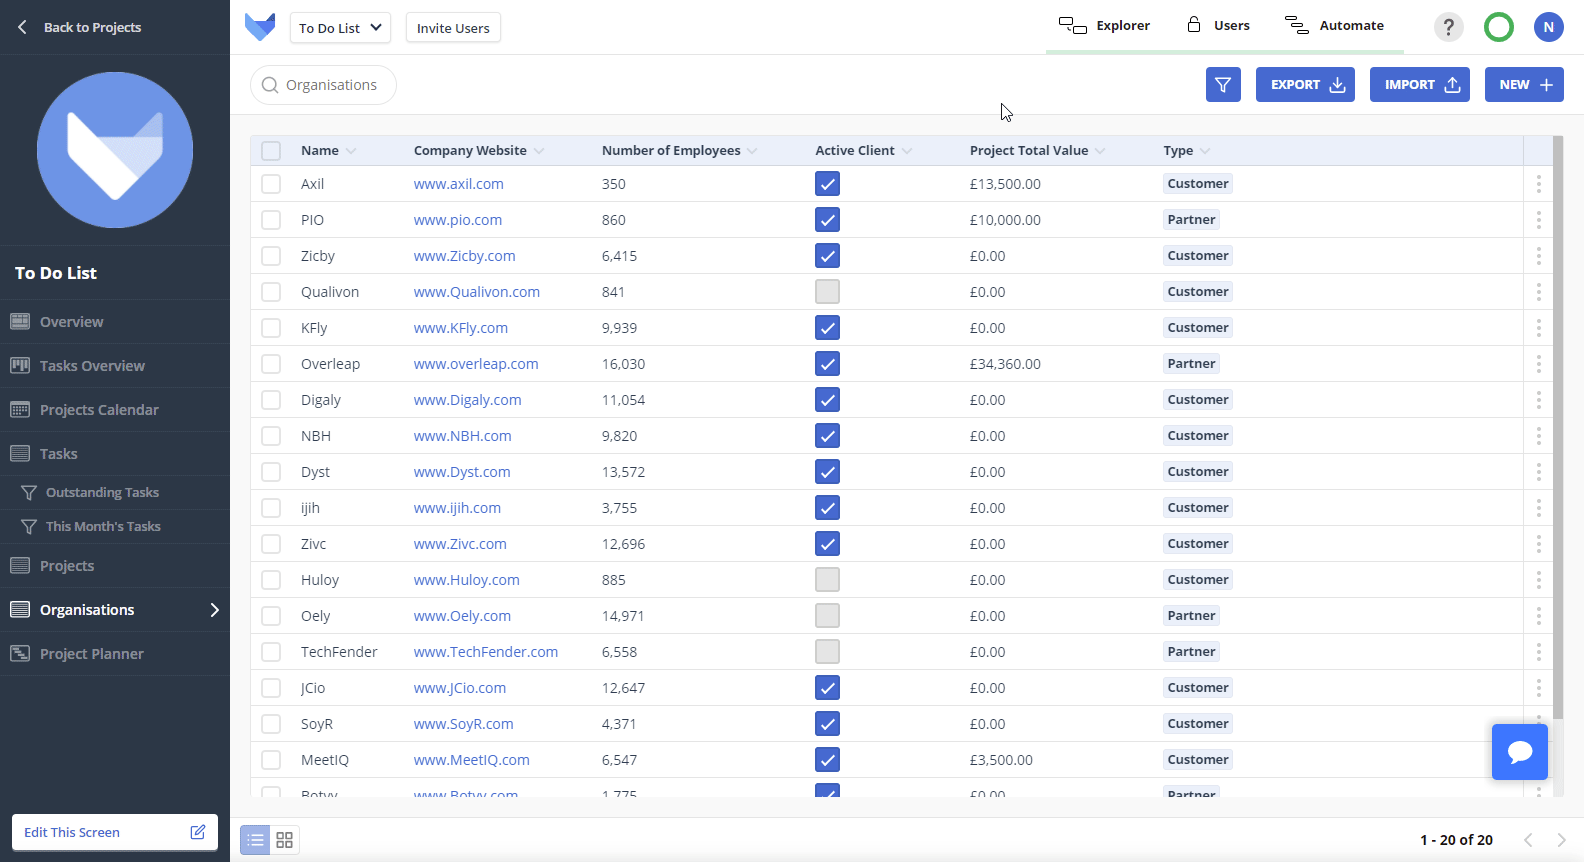 Back to Projects
To Do List
Invite Users
Explorer
Users
Automate
?
N
Organisations
EXPORT
IMPORT
NEW
To Do List
Overview
Tasks Overview
Projects Calendar
Tasks
Outstanding Tasks
This Month's Tasks
Projects
Organisations
Project Planner
Edit This Screen
Name Company Website Number of Employees Active Client Project Total Value Type
Axil www.axil.com 350 £13,500.00 Customer
PIO www.pio.com 860 £10,000.00 Partner
Zicby www.Zicby.com 6,415 £0.00 Customer
Qualivon www.Qualivon.com 841 £0.00 Customer
KFly www.KFly.com 9,939 £0.00 Customer
Overleap www.overleap.com 16,030 £34,360.00 Partner
Digaly www.Digaly.com 11,054 £0.00 Customer
NBH www.NBH.com 9,820 £0.00 Customer
Dyst www.Dyst.com 13,572 £0.00 Customer
ijih www.ijih.com 3,755 £0.00 Customer
Zivc www.Zivc.com 12,696 £0.00 Customer
Huloy www.Huloy.com 885 £0.00 Customer
Oely www.Oely.com 14,971 £0.00 Partner
TechFender www.TechFender.com 6,558 £0.00 Partner
JCio www.JCio.com 12,647 £0.00 Customer
SoyR www.SoyR.com 4,371 £0.00 Customer
MeetIQ www.MeetIQ.com 6,547 £3,500.00 Customer
1,775 £0.00 Partner
1 - 20 of 20